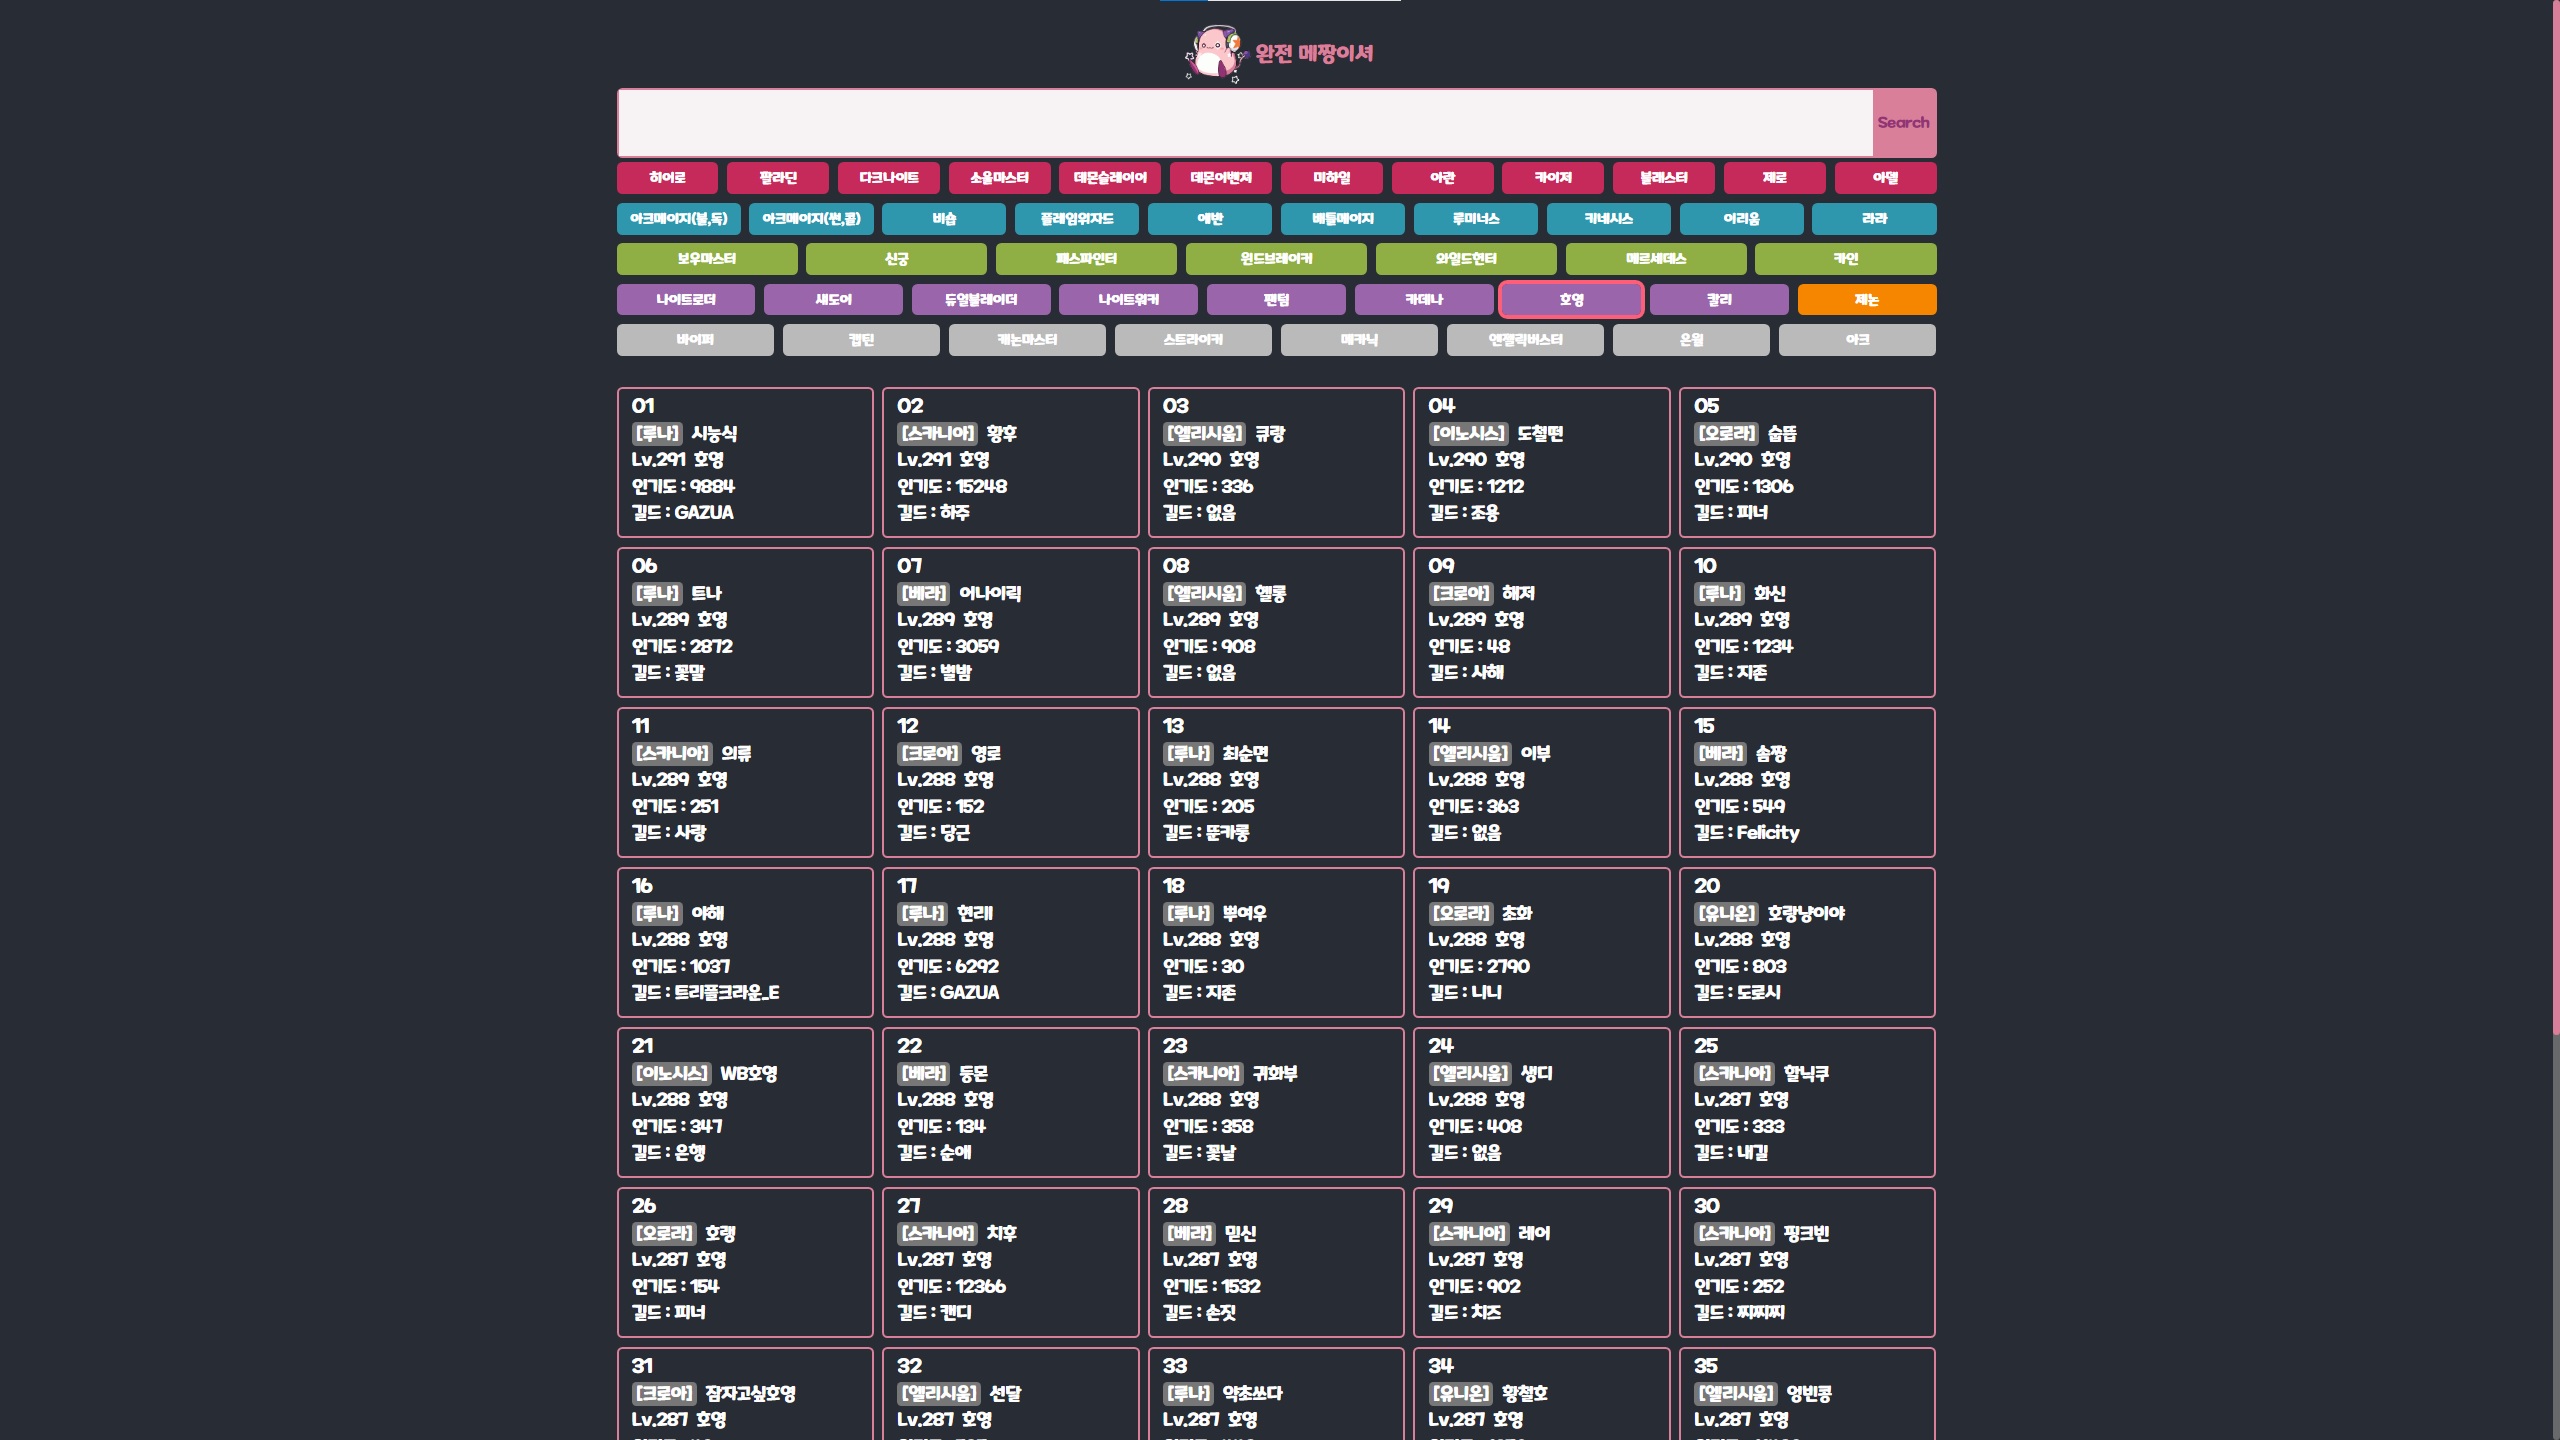 완전 메짱이셔
Search
히어로 팔라딘 다크나이트 소울마스터 데몬슬레이어 데몬어벤져 미하일 아란 카이저 블래스터 제로 아델
아크메이지(불,독) 아크메이지(썬,콜) 비숍 플레임위자드 에반 배틀메이지 루미너스 키네시스 이리움 라라
보우마스터 신궁 패스파인더 윈드브레이커 와일드헌터 메르세데스 카인
나이트로더 섀도어 듀얼블레이더 나이트워커 팬텀 카데나 호영 칼리 제논
바이퍼 캡틴 캐논마스터 스트라이커 메카닉 엔젤릭버스터 은월 아크
01
[루나] 시능식
Lv.291 호영
인기도 : 9884
길드 : GAZUA
02
[스카니아] 황후
Lv.291 호영
인기도 : 15248
길드 : 하주
03
[엘리시움] 큐랑
Lv.290 호영
인기도 : 336
길드 : 없음
04
[이노시스] 도철떤
Lv.290 호영
인기도 : 1212
길드 : 조용
05
[오로라] 숩뜹
Lv.290 호영
인기도 : 1306
길드 : 피너
06
[루나] 트나
Lv.289 호영
인기도 : 2872
길드 : 꽃말
07
[베라] 이나이릭
Lv.289 호영
인기도 : 3059
길드 : 별밤
08
[엘리시움] 헬롱
Lv.289 호영
인기도 : 908
길드 : 없음
09
[크로아] 해저
Lv.289 호영
인기도 : 48
길드 : 사해
10
[루나] 화신
Lv.289 호영
인기도 : 1234
길드 : 지존
11
[스카니아] 의류
Lv.289 호영
인기도 : 251
길드 : 사랑
12
[크로아] 영로
Lv.288 호영
인기도 : 152
길드 : 당근
13
[루나] 최순면
Lv.288 호영
인기도 : 205
길드 : 뚠카롱
14
[엘리시움] 이부
Lv.288 호영
인기도 : 363
길드 : 없음
15
[베라] 솜짱
Lv.288 호영
인기도 : 549
길드 : Felicity
16
[루나] 야해
Lv.288 호영
인기도 : 1037
길드 : 트리플크라운_E
17
[루나] 현리II
Lv.288 호영
인기도 : 6292
길드 : GAZUA
18
[루나] 뿌여우
Lv.288 호영
인기도 : 30
길드 : 지존
19
[오로라] 초화
Lv.288 호영
인기도 : 2790
길드 : 니니
20
[유니온] 호랑냥이야
Lv.288 호영
인기도 : 803
길드 : 도로시
21
[이노시스] WB호영
Lv.288 호영
인기도 : 347
길드 : 은행
22
[베라] 둥몬
Lv.288 호영
인기도 : 134
길드 : 순애
23
[스카니아] 귀화부
Lv.288 호영
인기도 : 358
길드 : 꽃날
24
[엘리시움] 생디
Lv.288 호영
인기도 : 408
길드 : 없음
25
[스카니아] 할닉쿠
Lv.287 호영
인기도 : 333
길드 : 내길
26
[오로라] 호랭
Lv.287 호영
인기도 : 154
길드 : 피너
27
[스카니아] 치후
Lv.287 호영
인기도 : 12366
길드 : 캔디
28
[베라] 믿신
Lv.287 호영
인기도 : 1532
길드 : 손짓
29
[스카니아] 레어
Lv.287 호영
인기도 : 902
길드 : 치즈
30
[스카니아] 핑크빈
Lv.287 호영
인기도 : 252
길드 : 찌찌찌
31
[크로아] 잠자고싶호영
Lv.287 호영
32
[엘리시움] 선달
Lv.287 호영
33
[루나] 약초쓰다
Lv.287 호영
34
[유니온] 황철호
Lv.287 호영
35
[엘리시움] 엉빈콩
Lv.287 호영